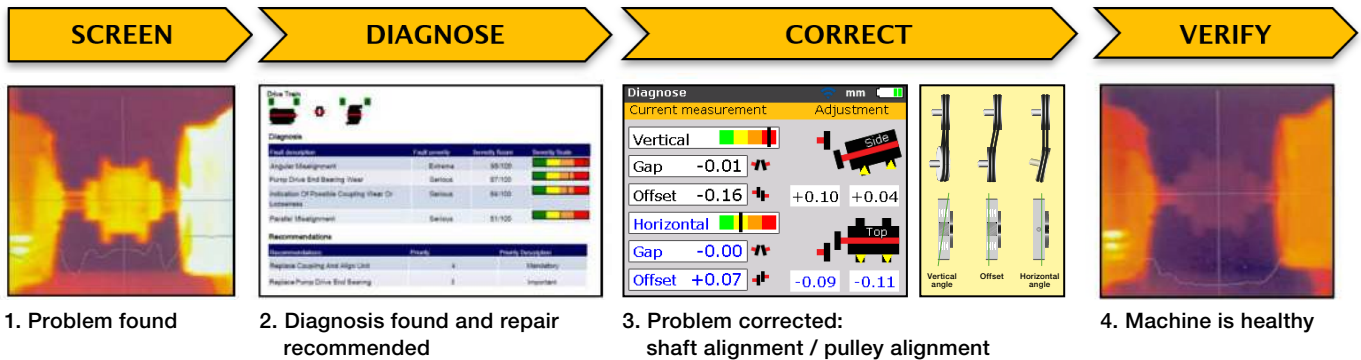 SCREEN
DIAGNOSE
CORRECT
VERIFY
Drive Train
Diagnosis
Fault description Fault severity Severity Score Severity Scale
Angular Misalignment Extreme
Pump Drive End Bearing Wear Serious 87/100
Indication Of Possible Coupling Wear Or Serious
Looseness
Parallel Misalignment Serious 51/100
Recommendations
Recommendations Priority Priority Description
Replace Coupling And Align Unit 4 Mandatory
Replace Pump Drive End Bearing Important
Diagnose mm
Current measurement Adjustment
Vertical Side
Gap -0.01
Offset -0.16 +0.10 +0.04
Horizontal Top
Gap -0.00
Offset +0.07 -0.09 -0.11
Vertical angle
Offset
Horizontal angle
1. Problem found
2. Diagnosis found and repair
recommended
3. Problem corrected:
shaft alignment / pulley alignment
4. Machine is healthy